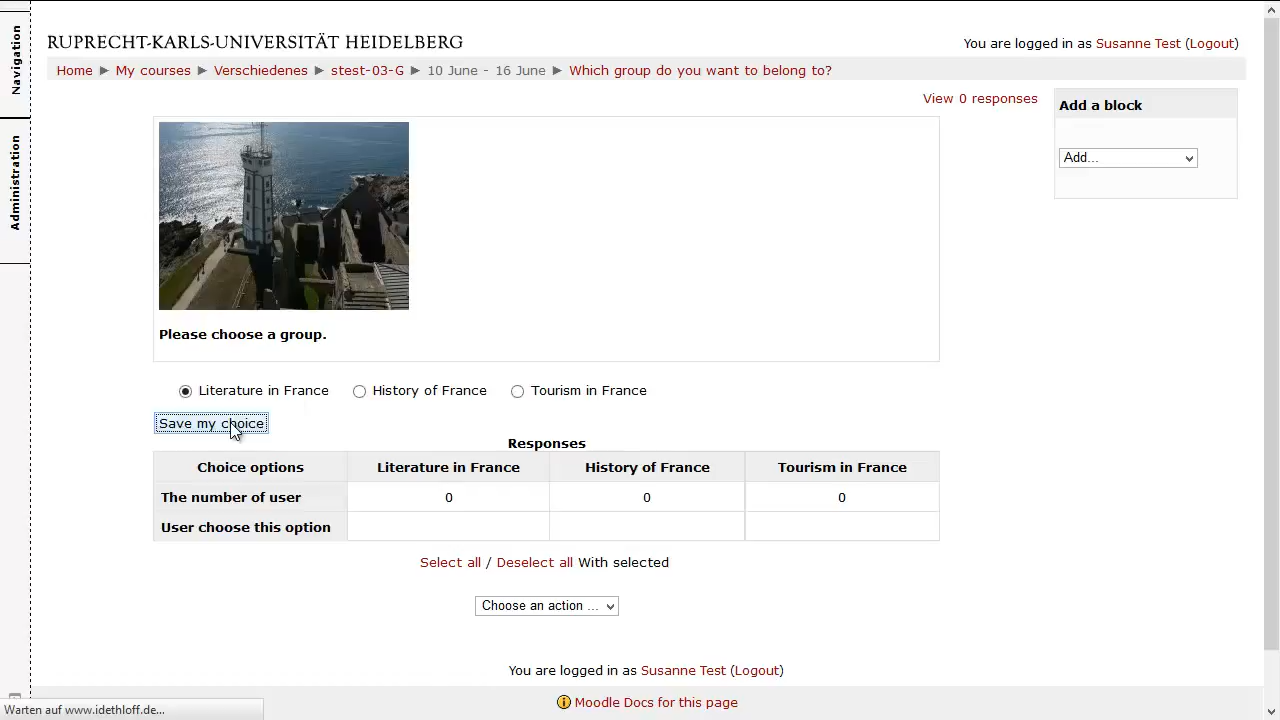 Navigation
Administration
RUPRECHT-KARLS-UNIVERSITÄT HEIDELBERG
You are logged in as Susanne Test (Logout)
Home ► My courses ► Verschiedenes ► stest-03-G ► 10 June - 16 June ► Which group do you want to belong to?
View 0 responses
Add a block
Add...
Please choose a group.
Literature in France History of France Tourism in France
Save my choice
Responses
Choice options Literature in France History of France Tourism in France
The number of user 0 0 0
User choose this option
Select all / Deselect all With selected
Choose an action ...
You are logged in as Susanne Test (Logout)
Moodle Docs for this page
Warten auf www.idethloff.de...